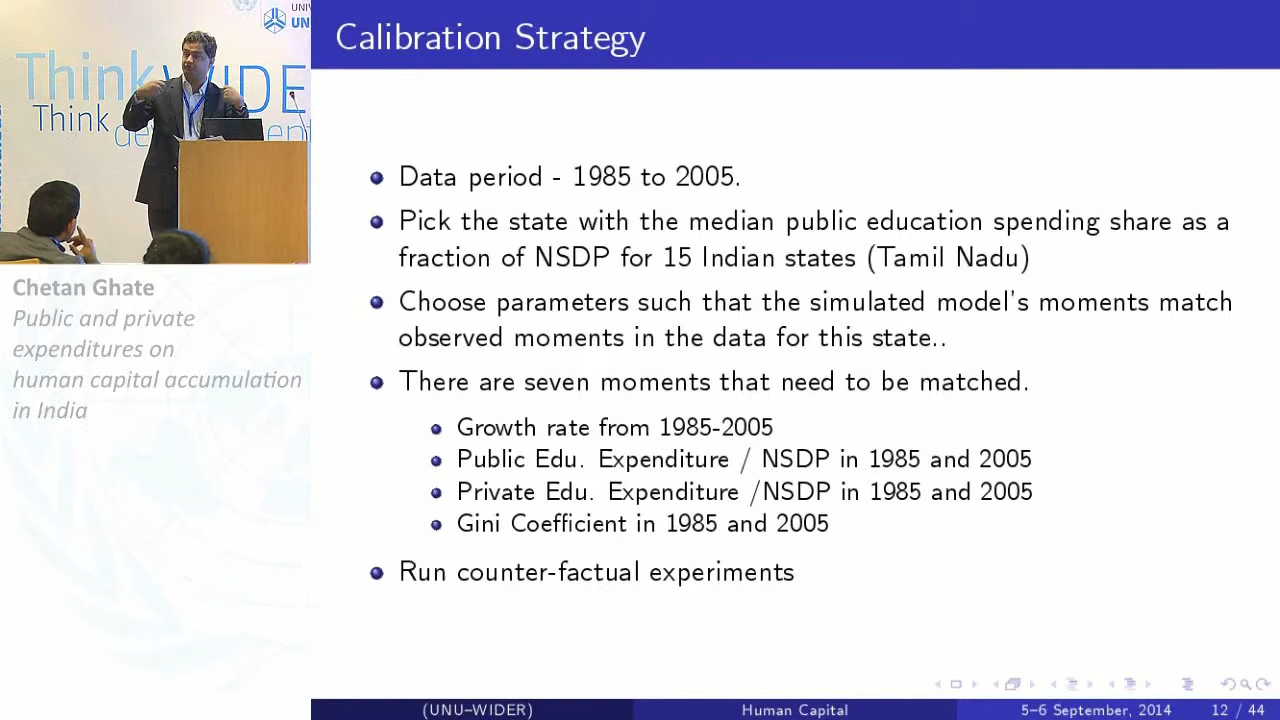 UNIV
UN
Think WIDE
Think
development
Chetan Ghate
Public and private
expenditures on
human capital accumulation
in India
Calibration Strategy
Data period - 1985 to 2005.
Pick the state with the median public education spending share as a
fraction of NSDP for 15 Indian states (Tamil Nadu)
Choose parameters such that the simulated model's moments match
observed moments in the data for this state..
There are seven moments that need to be matched.
Growth rate from 1985-2005
Public Edu. Expenditure / NSDP in 1985 and 2005
Private Edu. Expenditure /NSDP in 1985 and 2005
Gini Coefficient in 1985 and 2005
Run counter-factual experiments
(UNU–WIDER) Human Capital 5–6 September, 2014 12 / 44